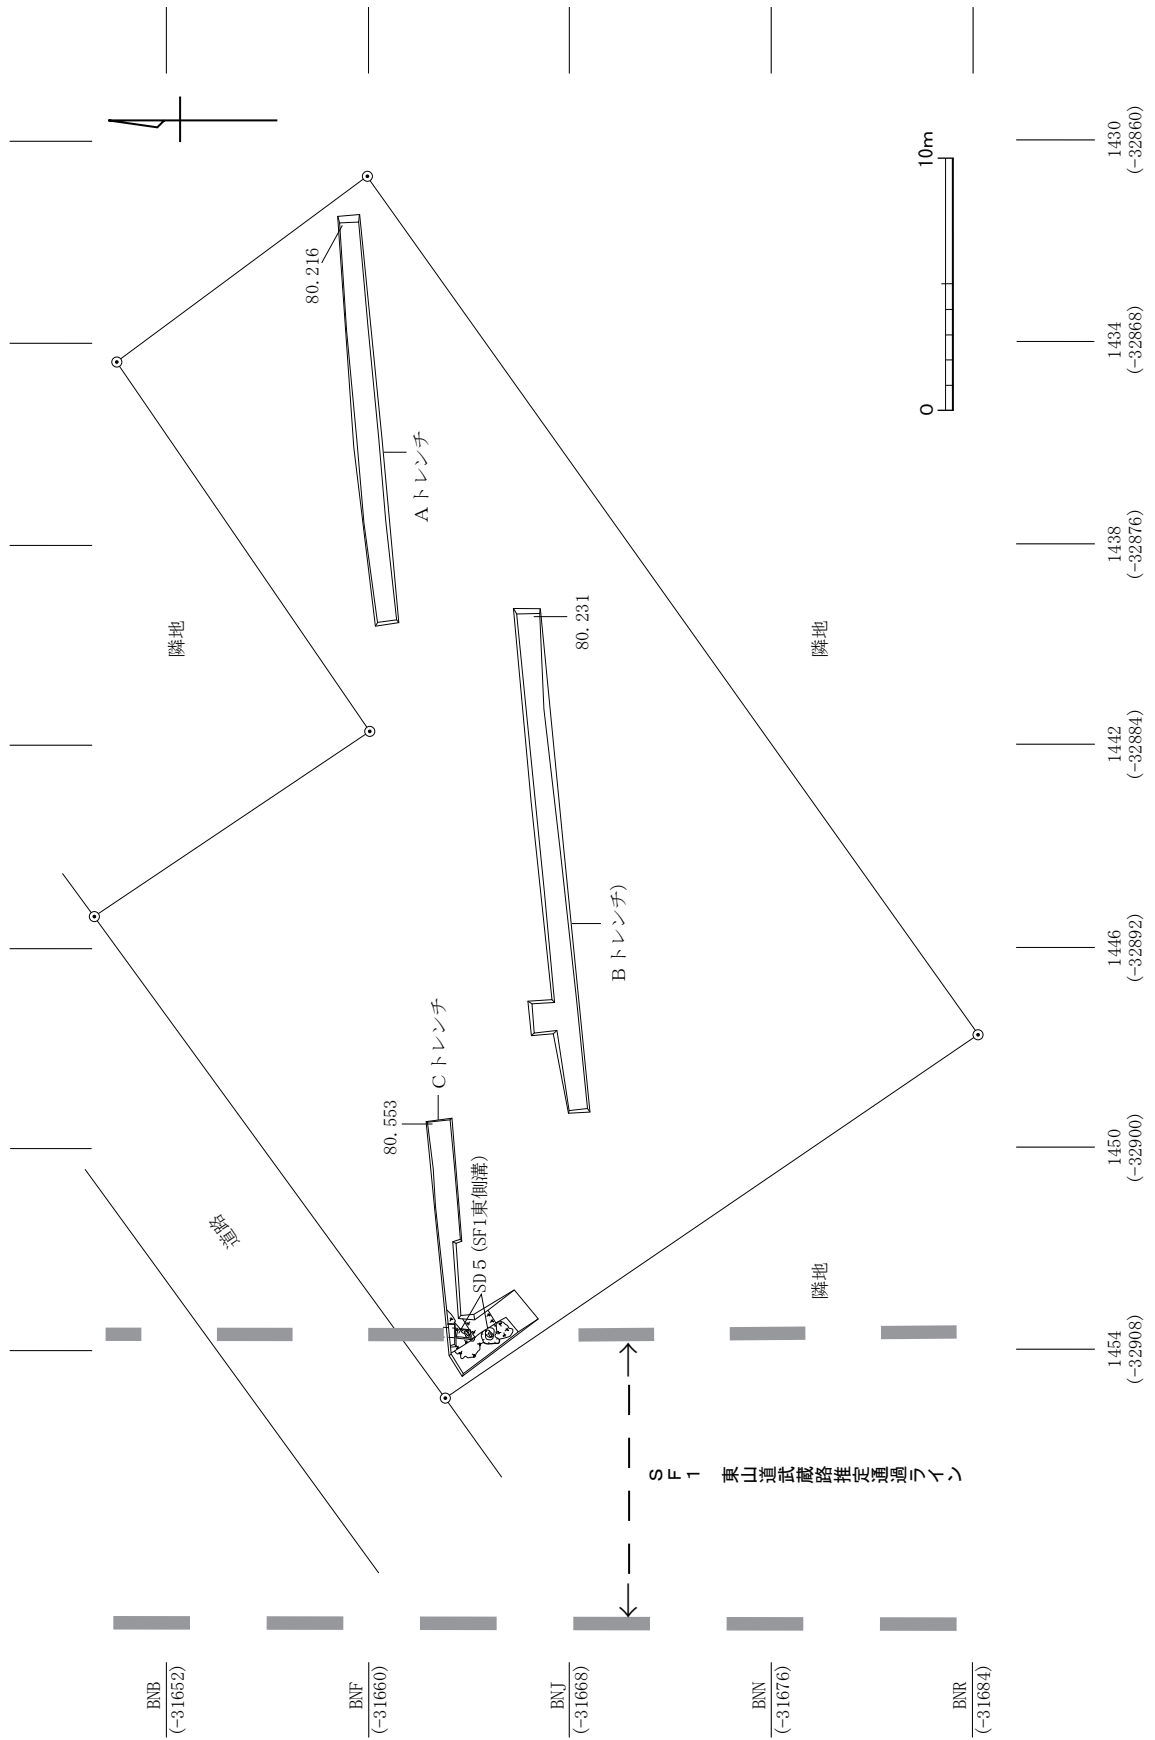 1430
(-32860)
1434
(-32868)
1438
(-32876)
1442
(-32884)
1446
(-32892)
1450
(-32900)
1454
(-32908)
10m
0
80.216
Aトレンチ
隣地
隣地
80.231
Bトレンチ)
80.553
Cトレンチ
SD5 (SF1東側溝)
道路
隣地
SF1 東山道武蔵路推定通過ライン
BNB
(-31652)
BNF
(-31660)
BNJ
(-31668)
BNN
(-31676)
BNR
(-31684)